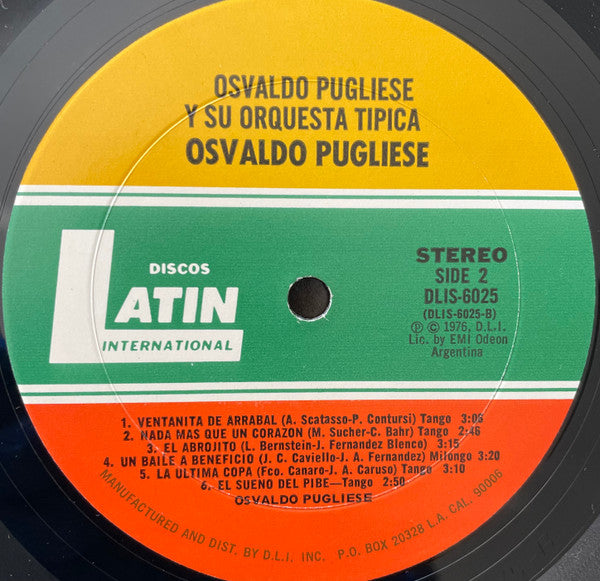 OSVALDO PUGLIESE
Y SU ORQUESTA TIPICA
OSVALDO PUGLIESE
DISCOS
LATIN
INTERNATIONAL
STEREO
SIDE 2
DLIS-6025
(DLIS-6025-B)
Ⓟ © 1976, D.L.I.
Lic. by EMI Odeon
Argentina
1. VENTANITA DE ARRABAL (A. Scatasso-P. Contursi) Tango 3:05
2. NADA MAS QUE UN CORAZON (M. Sucher-C. Bahr) Tango 2:46
3. EL ABROJITO (L. Bernstein-J. Fernandez Blenco) 3:15
4. UN BAILE A BENEFICIO (J. C. Caviello-J. A. Fernandez) Milongo 3:20
5. LA ULTIMA COPA (Fco. Canaro-J. A. Caruso) Tango 3:10
6. EL SUENO DEL PIBE—Tango 2:50
OSVALDO PUGLIESE
MANUFACTURED AND DIST. BY D.L.I. INC. P.O. BOX 20328 L.A. CAL. 90006